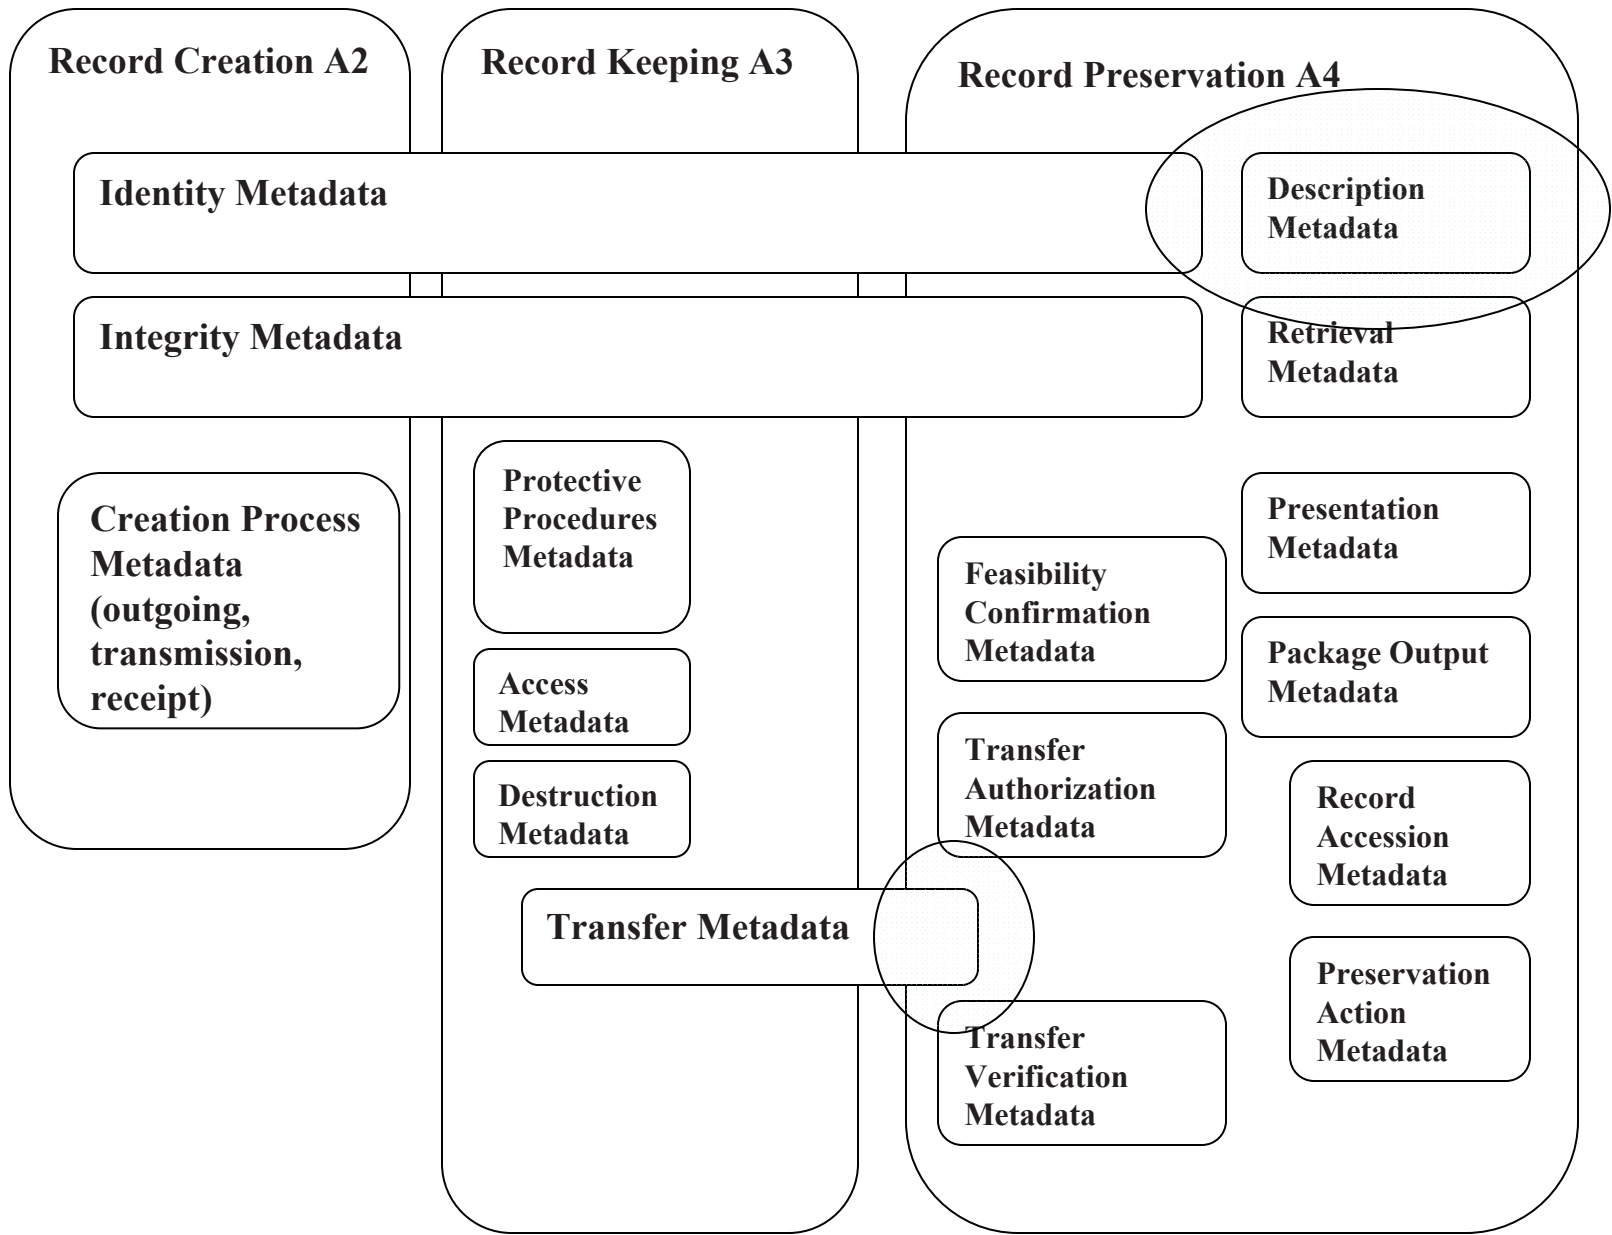 Record Creation A2
Record Keeping A3
Record Preservation A4
Identity Metadata
Description
Metadata
Integrity Metadata
Retrieval
Metadata
Creation Process
Metadata
(outgoing,
transmission,
receipt)
Protective
Procedures
Metadata
Access
Metadata
Destruction
Metadata
Transfer Metadata
Feasibility
Confirmation
Metadata
Transfer
Authorization
Metadata
Transfer
Verification
Metadata
Presentation
Metadata
Package Output
Metadata
Record
Accession
Metadata
Preservation
Action
Metadata